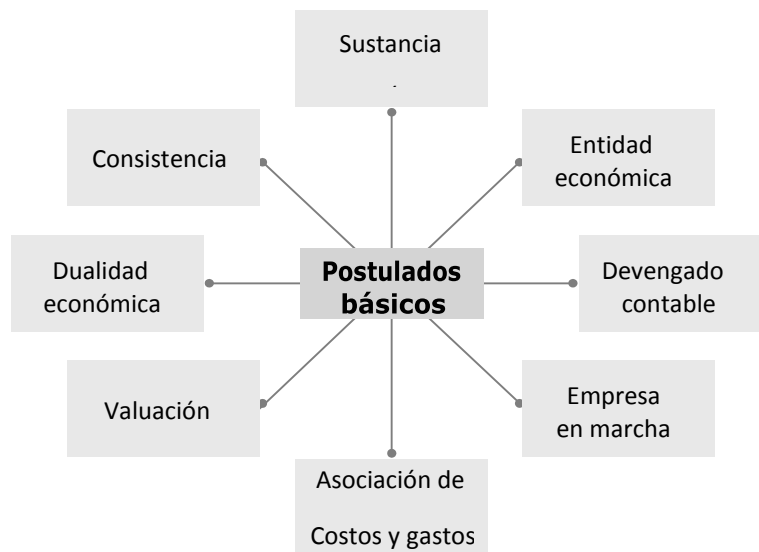 Sustancia
Consistencia
Entidad
económica
Dualidad
económica
Postulados
básicos
Devengado
contable
Valuación
Empresa
en marcha
Asociación de
Costos y gastos